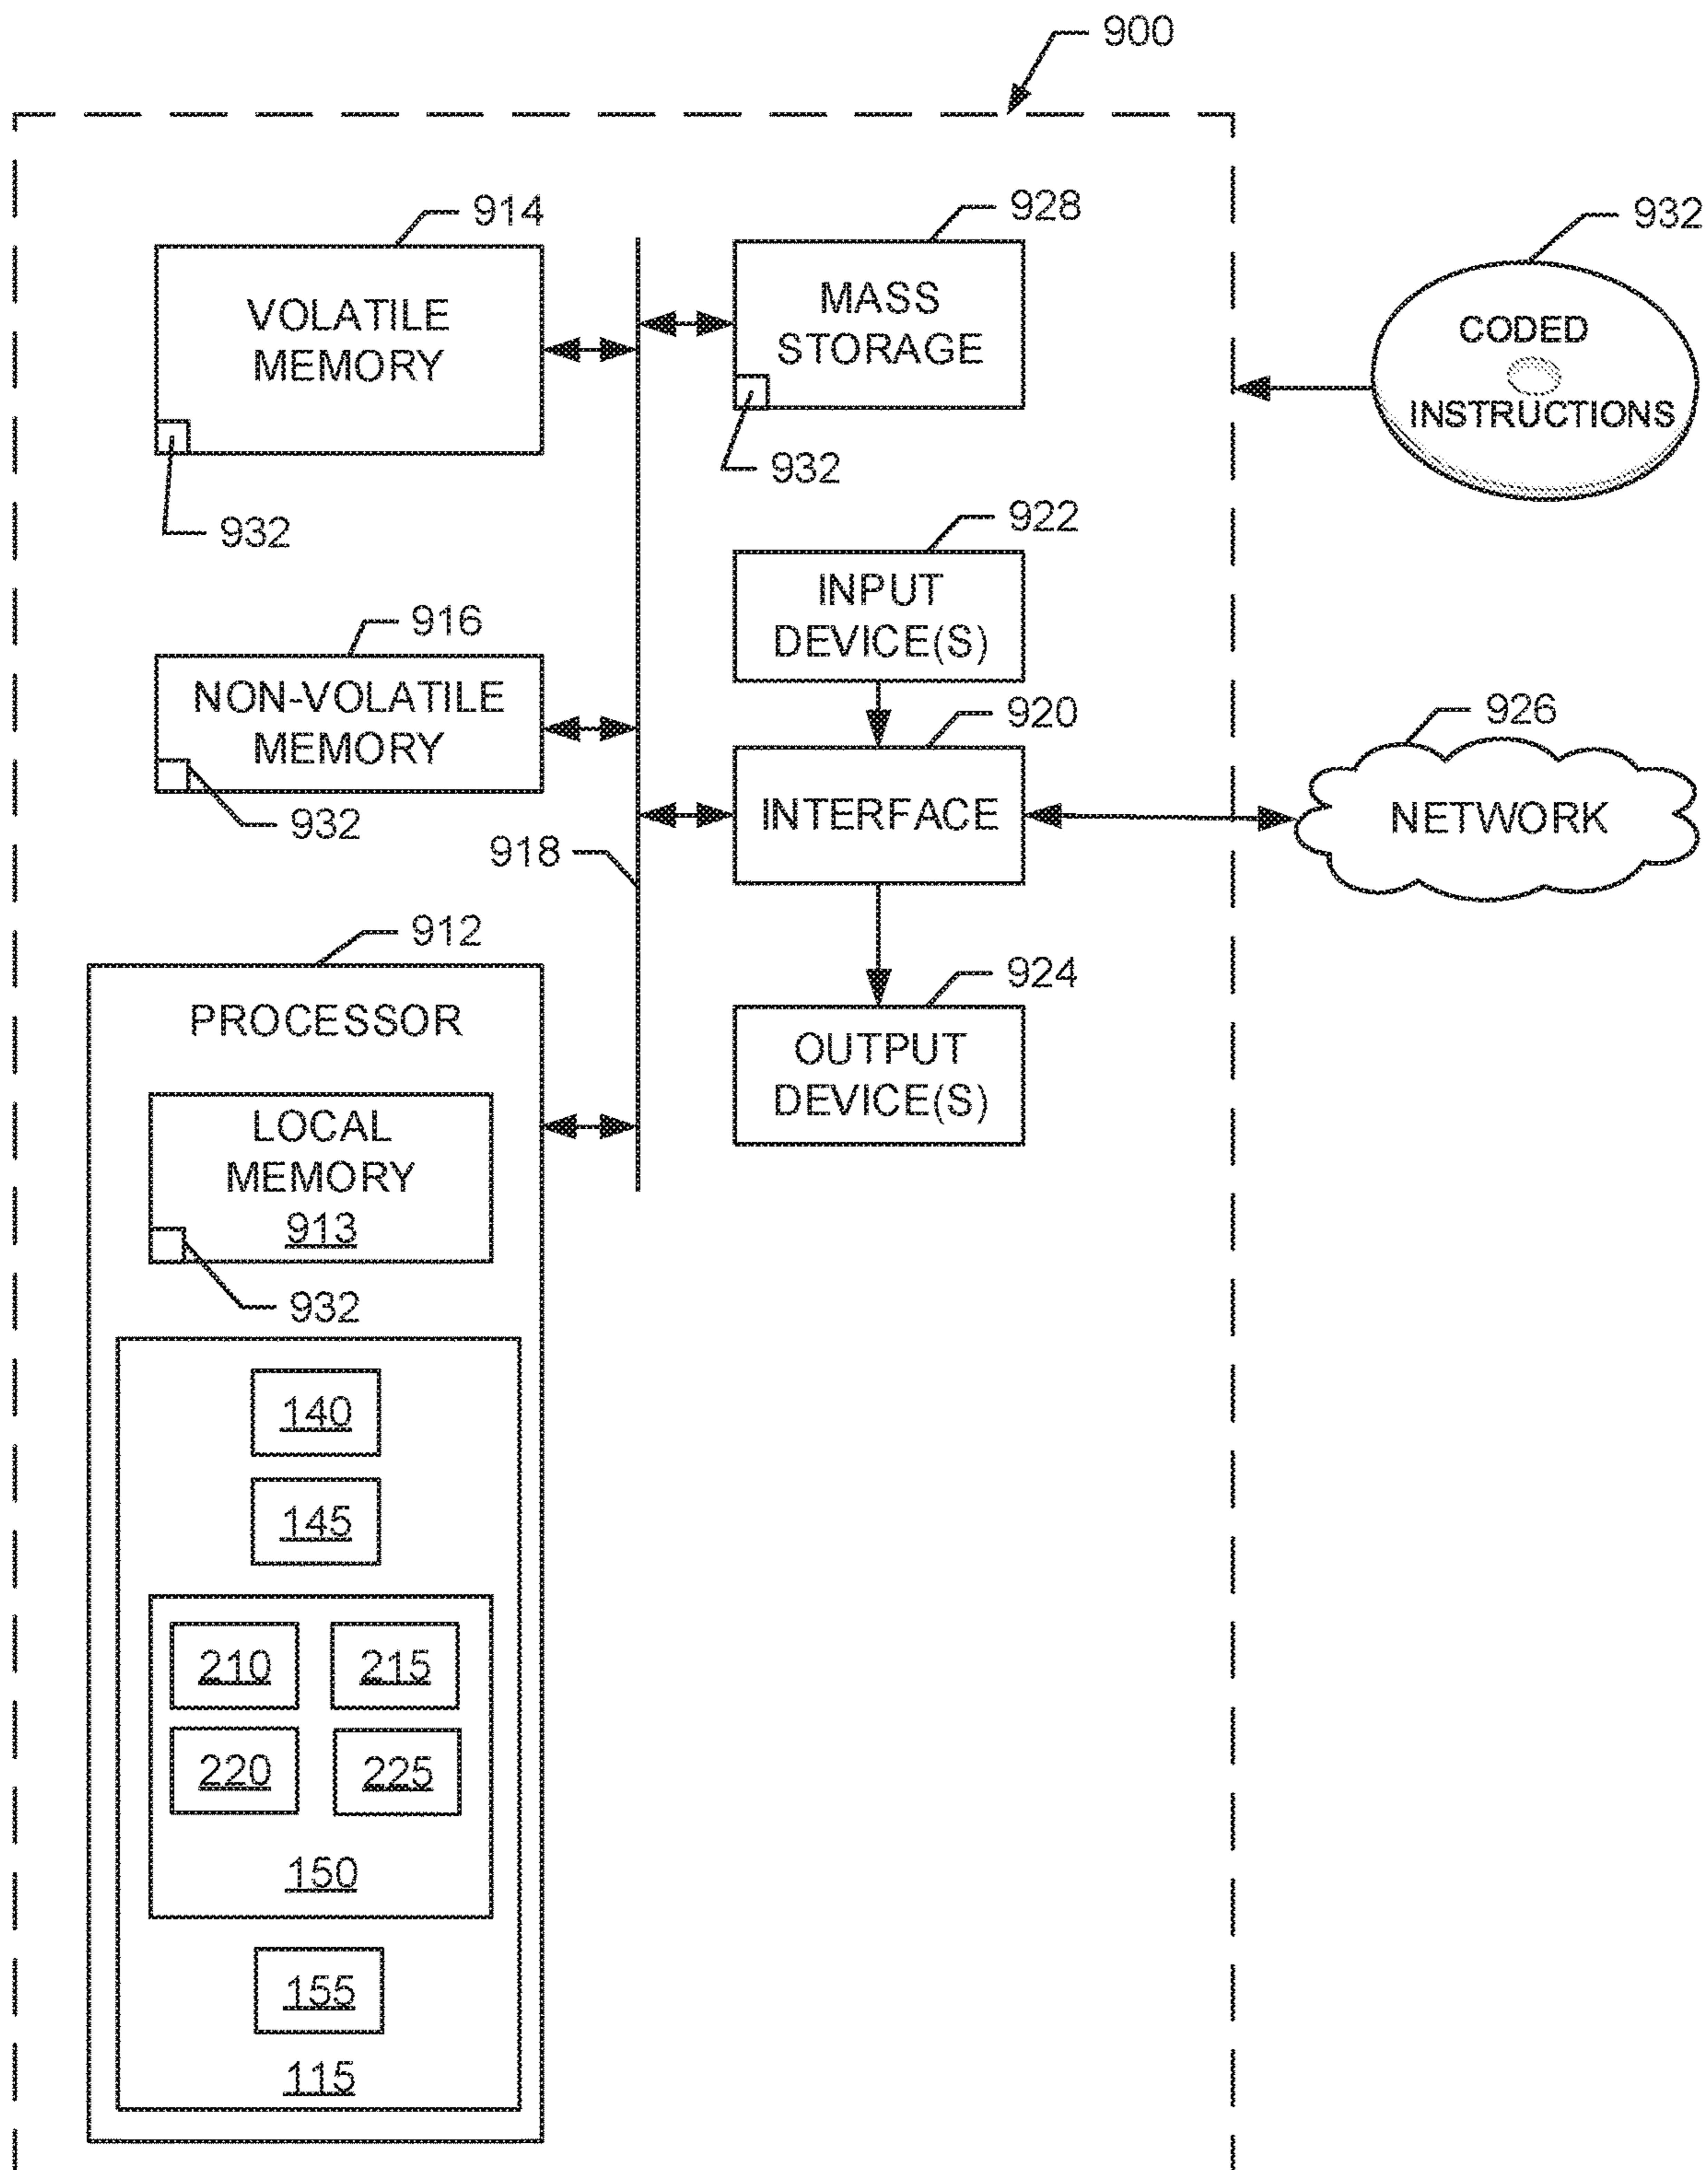 900
914
VOLATILE
MEMORY
932
928
MASS
STORAGE
932
932
CODED
INSTRUCTIONS
922
INPUT
DEVICE(S)
916
NON-VOLATILE
MEMORY
932
920
INTERFACE
918
926
NETWORK
912
PROCESSOR
LOCAL
MEMORY
913
932
924
OUTPUT
DEVICE(S)
140
145
210 215
220 225
150
155
115